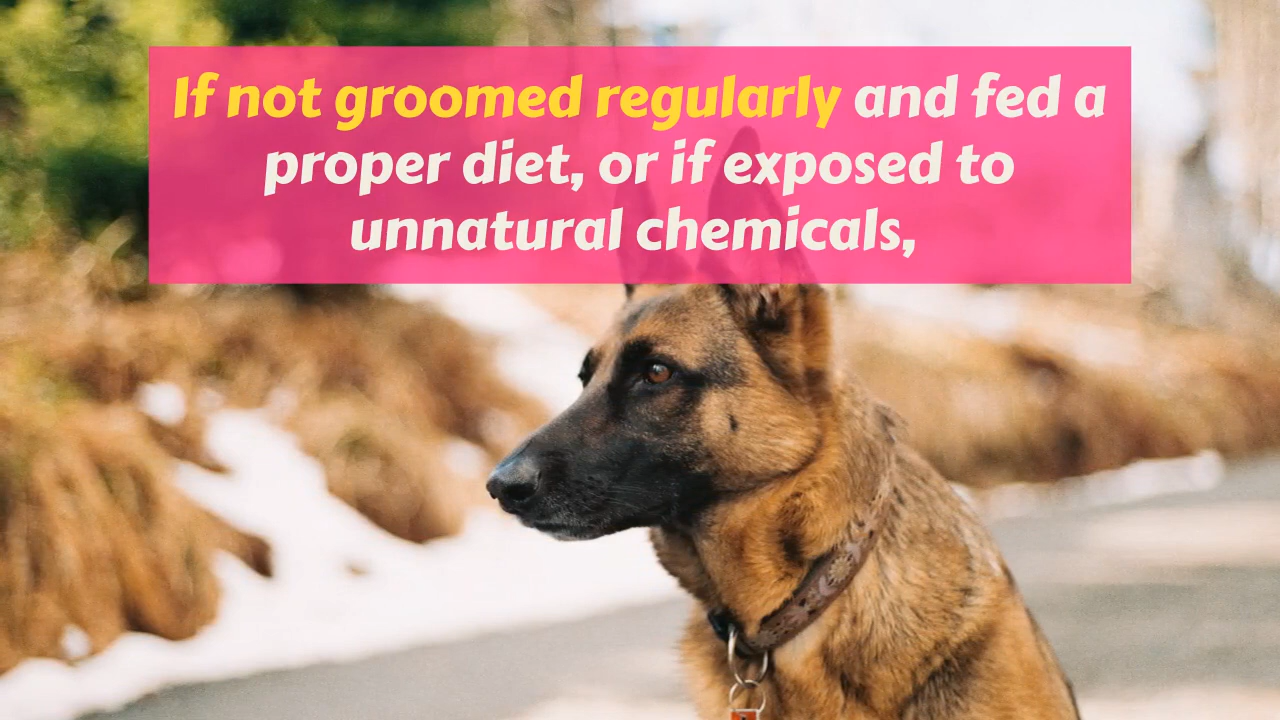 If not groomed regularly and fed a
proper diet, or if exposed to
unnatural chemicals,